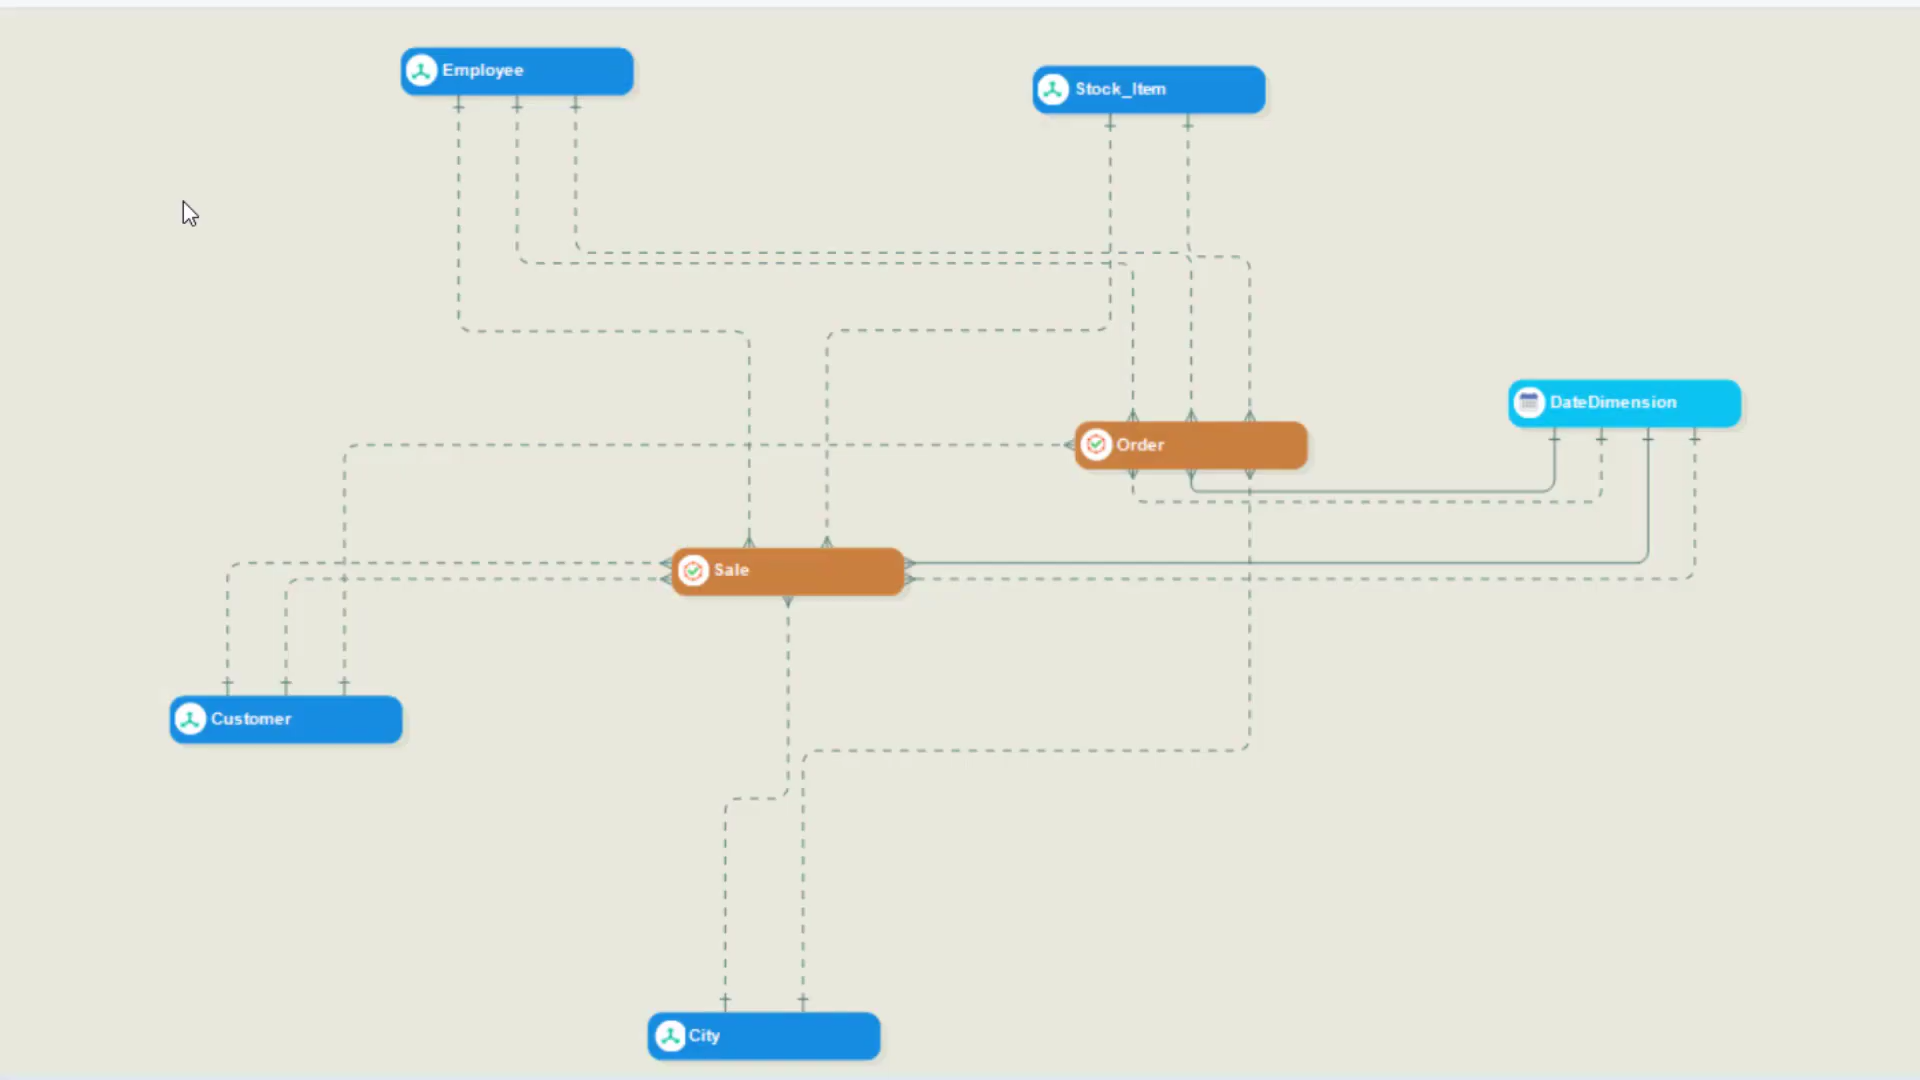 Employee
Stock_Item
DateDimension
Order
Sale
Customer
City